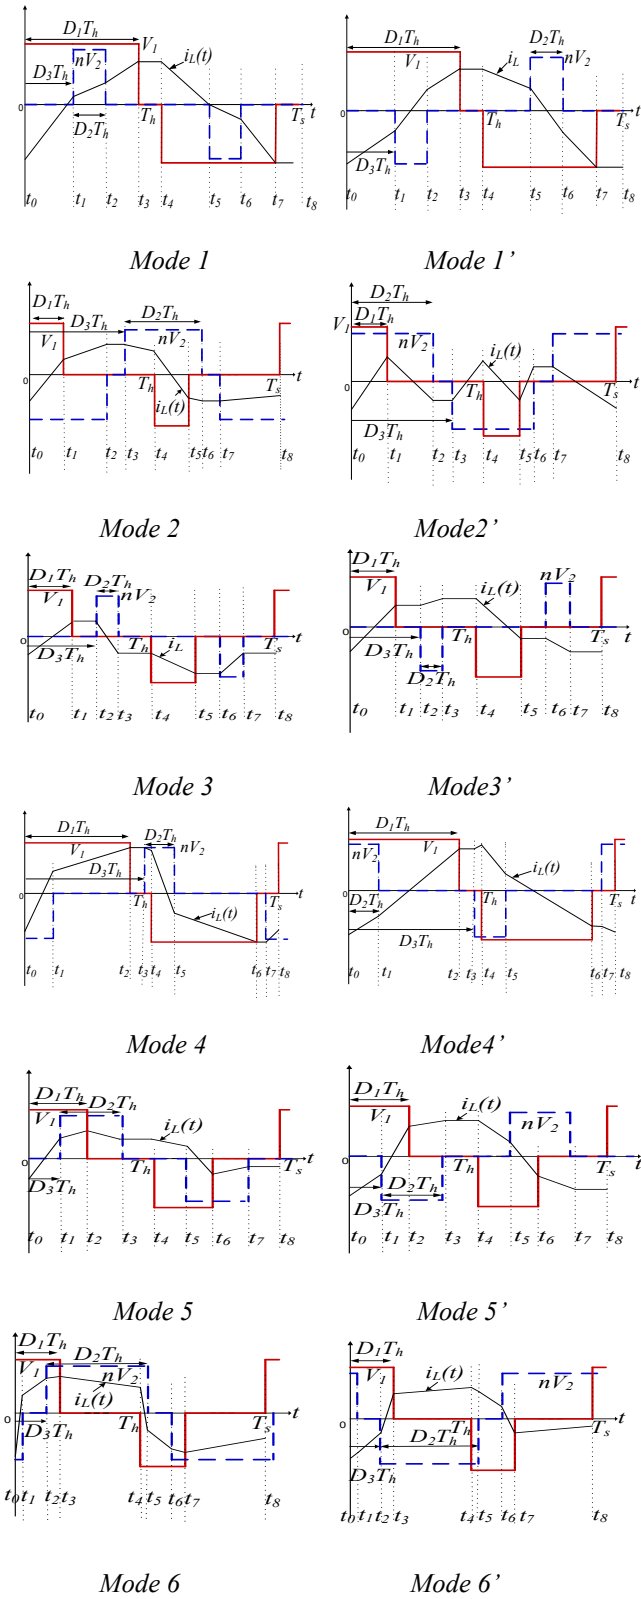 D1Th V1 iL(t)
D3Th nV2
0 D2Th Th Ts t
t0 t1 t2 t3 t4 t5 t6 t7 t8
Mode 1
D1Th D2Th
V1 iL nV2
0 Th Ts t
D3Th
t0 t1 t2 t3 t4 t5 t6 t7 t8
Mode 1’
D1Th D2Th
D3Th
V1 nV2
0 Th iL(t) Ts t
t0 t1 t2 t3 t4 t5 t6 t7 t8
Mode 2
D2Th
V1 D1Th
nV2 iL(t)
0 Th Ts t
D3Th
t0 t1 t2 t3 t4 t5 t6 t7 t8
Mode2’
D1Th D2Th
V1 nV2
0 D3Th Th iL Ts t
t0 t1 t2 t3 t4 t5 t6 t7 t8
Mode 3
D1Th
V1 iL(t) nV2
0 D3Th Th Ts t
D2Th
t0 t1 t2 t3 t4 t5 t6 t7 t8
Mode3’
D1Th D2Th
V1 nV2
D3Th
0 Th iL(t) Ts t
t0 t1 t2 t3 t4 t5 t6 t7 t8
Mode 4
D1Th
nV2 V1
0 D2Th Th iL(t) Ts t
D3Th
t0 t1 t2 t3 t4 t5 t6 t7 t8
Mode4’
D1Th D2Th
V1 iL(t)
0 D3Th Th Ts t
t0 t1 t2 t3 t4 t5 t6 t7 t8
Mode 5
D1Th
V1 iL(t) nV2
0 Th Ts t
D3Th D2Th
t0 t1 t2 t3 t4 t5 t6 t7 t8
Mode 5’
D1Th D2Th
V1 nV2
iL(t)
0 D3Th Th Ts t
t0 t1 t2 t3 t4 t5 t6 t7 t8
Mode 6
D1Th
V1 iL(t) nV2
0 Th Ts t
D3Th D2Th
t0 t1 t2 t3 t4 t5 t6 t7 t8
Mode 6’